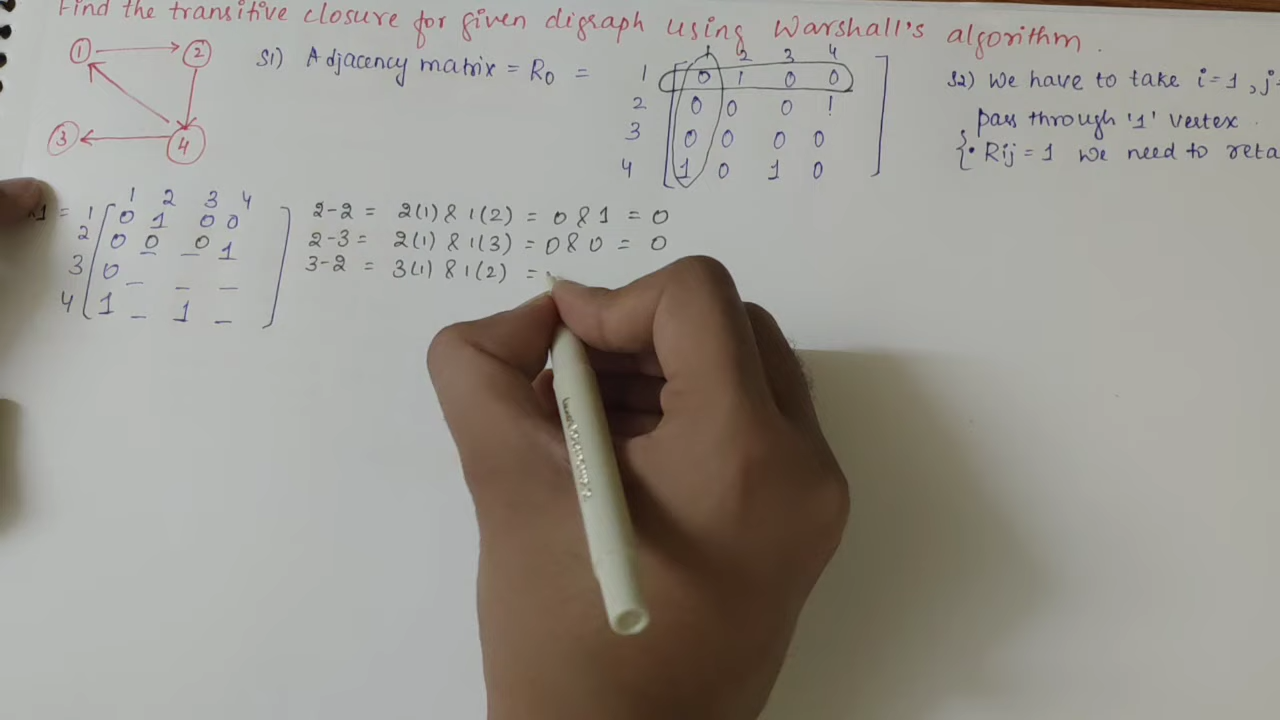 Find the transitive closure for given digraph using Warshall's algorithm.
1 2
3 4
S1) Adjacency matrix = R0 =
1 2 3 4
1 0 1 0 0
2 0 0 0 1
3 0 0 0 0
4 1 0 1 0
S2) We have to take i=1, j=
pass through '1' vertex.
{• Rij = 1 we need to reta
1 =
1 2 3 4
1 0 1 0 0
2 0 0 0 1
3 0 _ _ _
4 1 _ 1 _
2-2 = 2(1) & 1(2) = 0 & 1 = 0
2-3 = 2(1) & 1(3) = 0 & 0 = 0
3-2 = 3(1) & 1(2) =